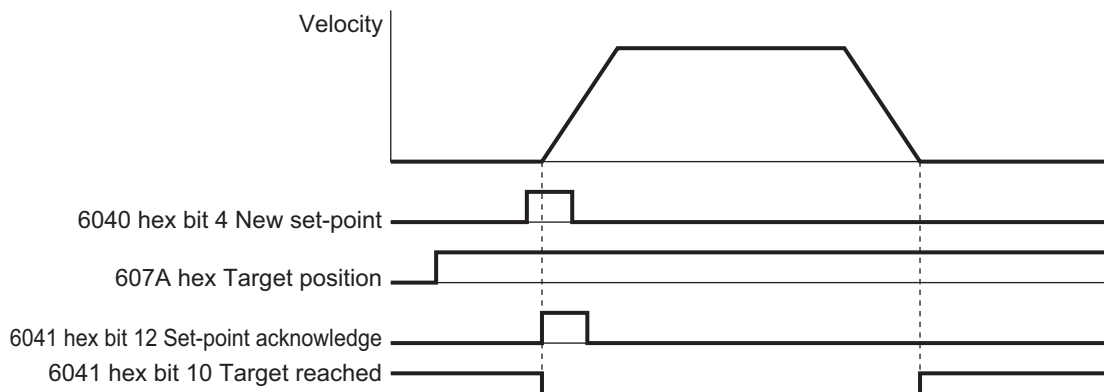 Velocity
6040 hex bit 4 New set-point
607A hex Target position
6041 hex bit 12 Set-point acknowledge
6041 hex bit 10 Target reached